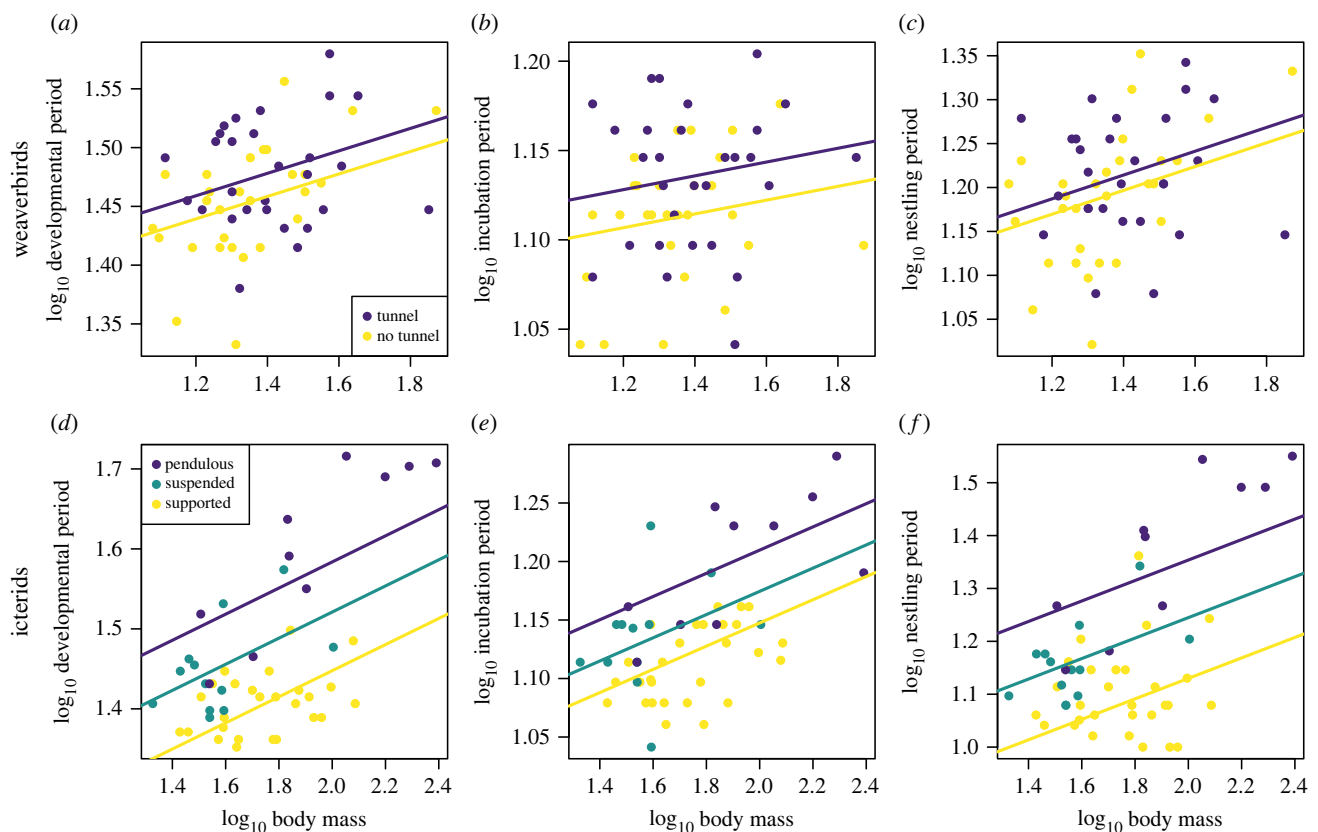 (a)
(b)
(c)
weaverbirds
log10 developmental period
1.55
1.50
1.45
1.40
1.35
tunnel
no tunnel
1.2 1.4 1.6 1.8
log10 incubation period
1.20
1.15
1.10
1.05
1.2 1.4 1.6 1.8
log10 nestling period
1.35
1.30
1.25
1.20
1.15
1.10
1.05
1.2 1.4 1.6 1.8
(d)
(e)
(f)
icterids
log10 developmental period
1.7
1.6
1.5
1.4
pendulous
suspended
supported
1.4 1.6 1.8 2.0 2.2 2.4
log10 body mass
log10 incubation period
1.25
1.20
1.15
1.10
1.05
1.4 1.6 1.8 2.0 2.2 2.4
log10 body mass
log10 nestling period
1.5
1.4
1.3
1.2
1.1
1.0
1.4 1.6 1.8 2.0 2.2 2.4
log10 body mass